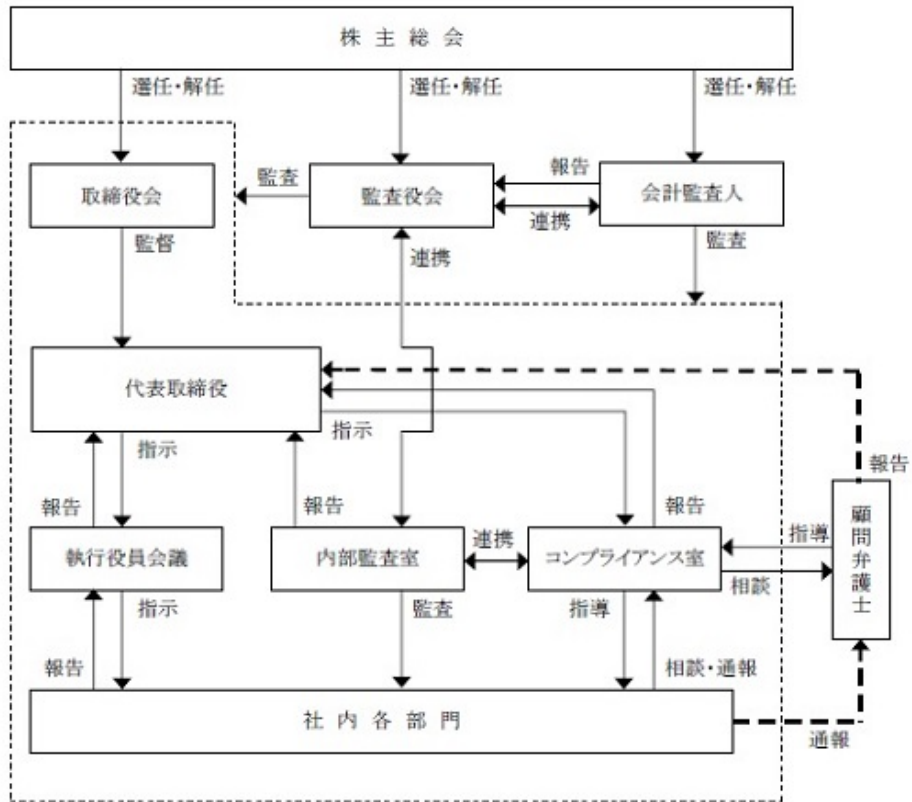 株主総会
選任・解任
選任・解任
選任・解任
取締役会
監査
監査役会
報告
連携
会計監査人
監督
連携
監査
代表取締役
指示
指示
報告
報告
報告
報告
執行役員会議
内部監査室
連携
コンプライアンス室
指導
相談
顧問弁護士
指示
監査
指導
報告
相談・通報
社内各部門
通報